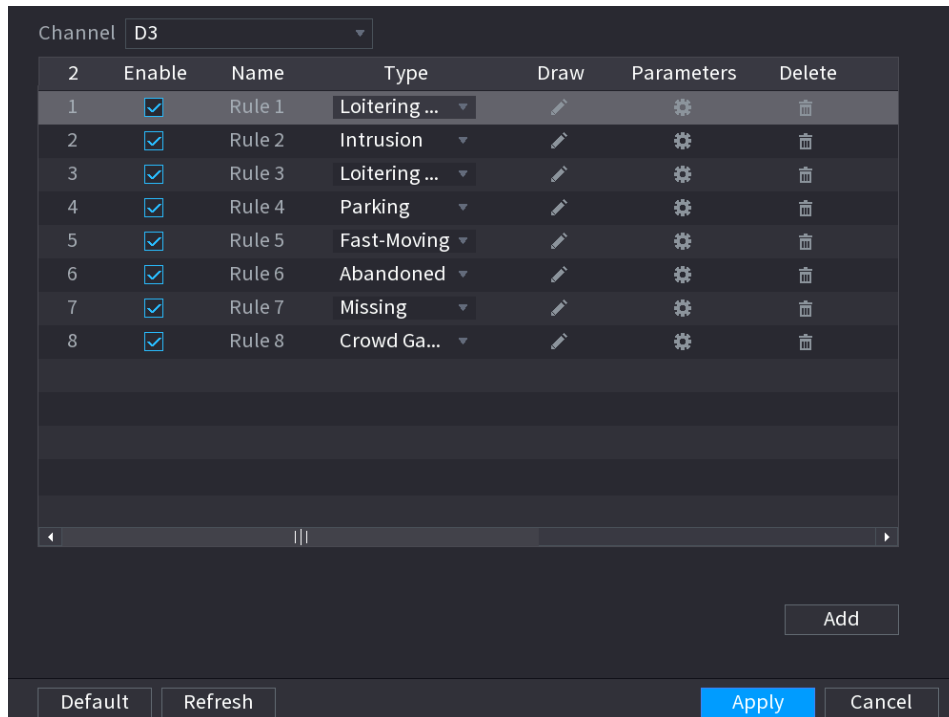 Channel D3
2 Enable Name Type Draw Parameters Delete
1 Rule 1 Loitering ...
2 Rule 2 Intrusion
3 Rule 3 Loitering ...
4 Rule 4 Parking
5 Rule 5 Fast-Moving
6 Rule 6 Abandoned
7 Rule 7 Missing
8 Rule 8 Crowd Ga...
Add
Default Refresh Apply Cancel